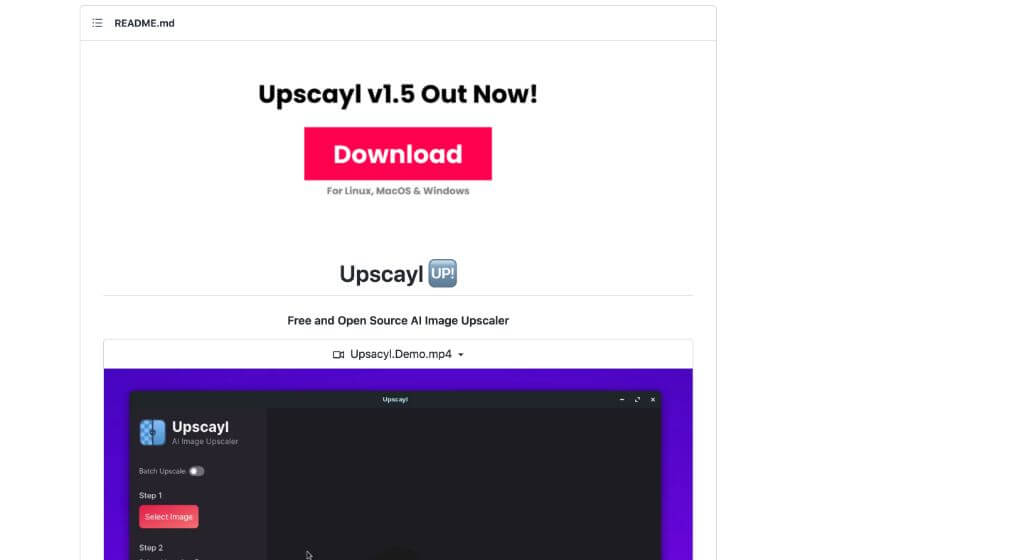 README.md
Upscayl v1.5 Out Now!
Download
For Linux, MacOS & Windows
Upscayl UP!
Free and Open Source AI Image Upscaler
Upsacyl.Demo.mp4
Upscayl
Upscayl
AI Image Upscaler
Batch Upscale
Step 1
Select Image
Step 2